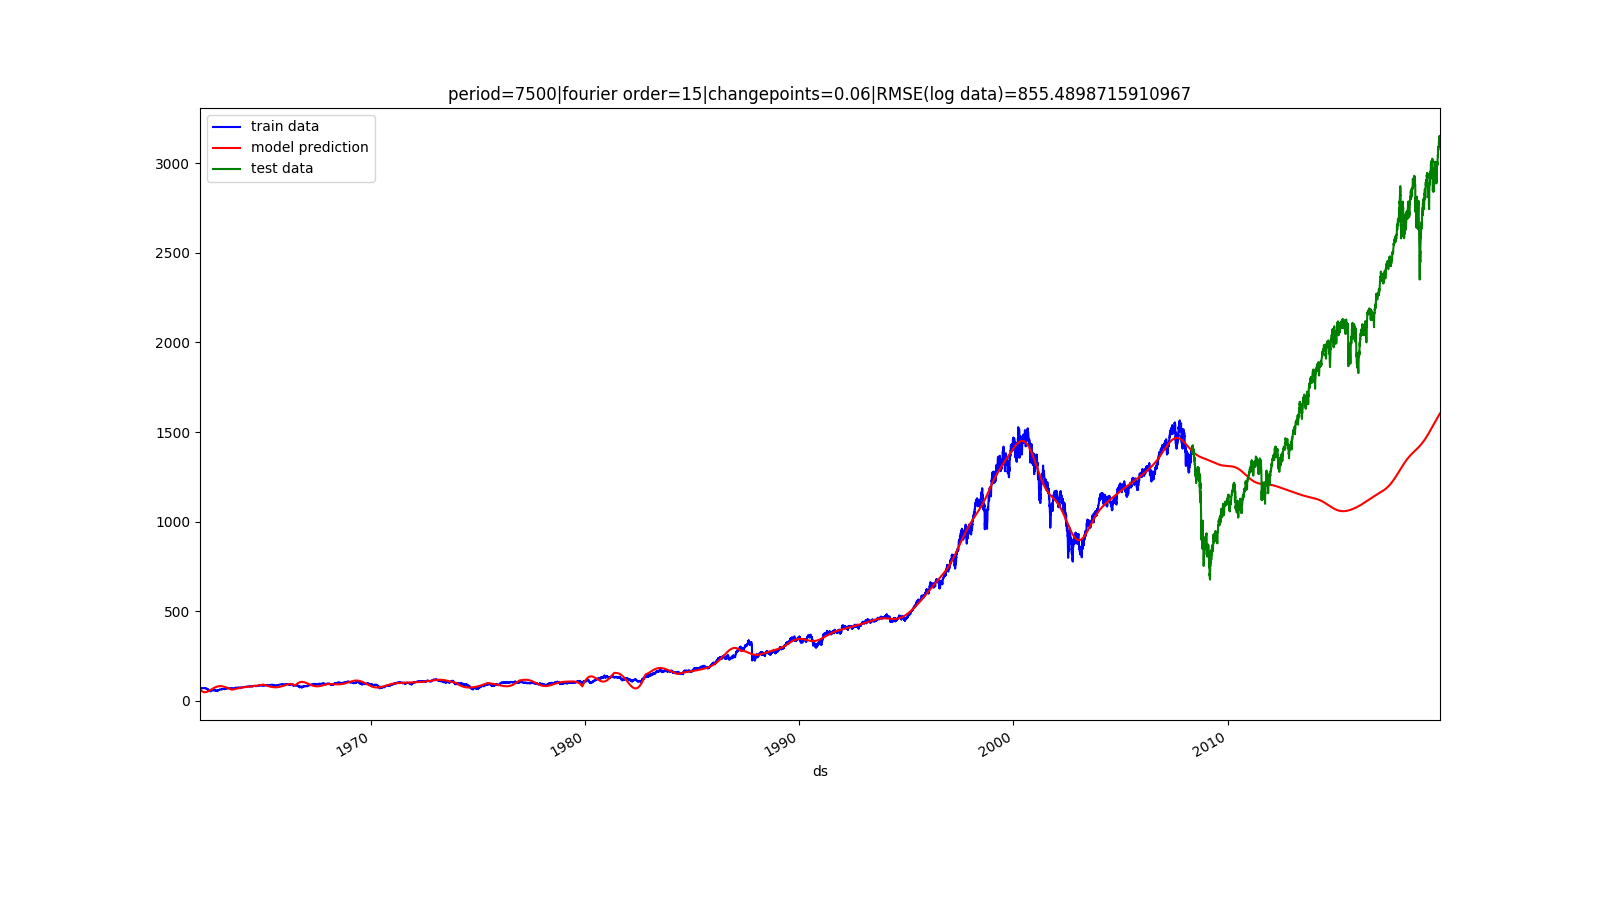 period=7500|fourier order=15|changepoints=0.06|RMSE(log data)=855.4898715910967
train data
model prediction
test data
3000
2500
2000
1500
1000
500
0
1970
1980
1990
2000
2010
ds